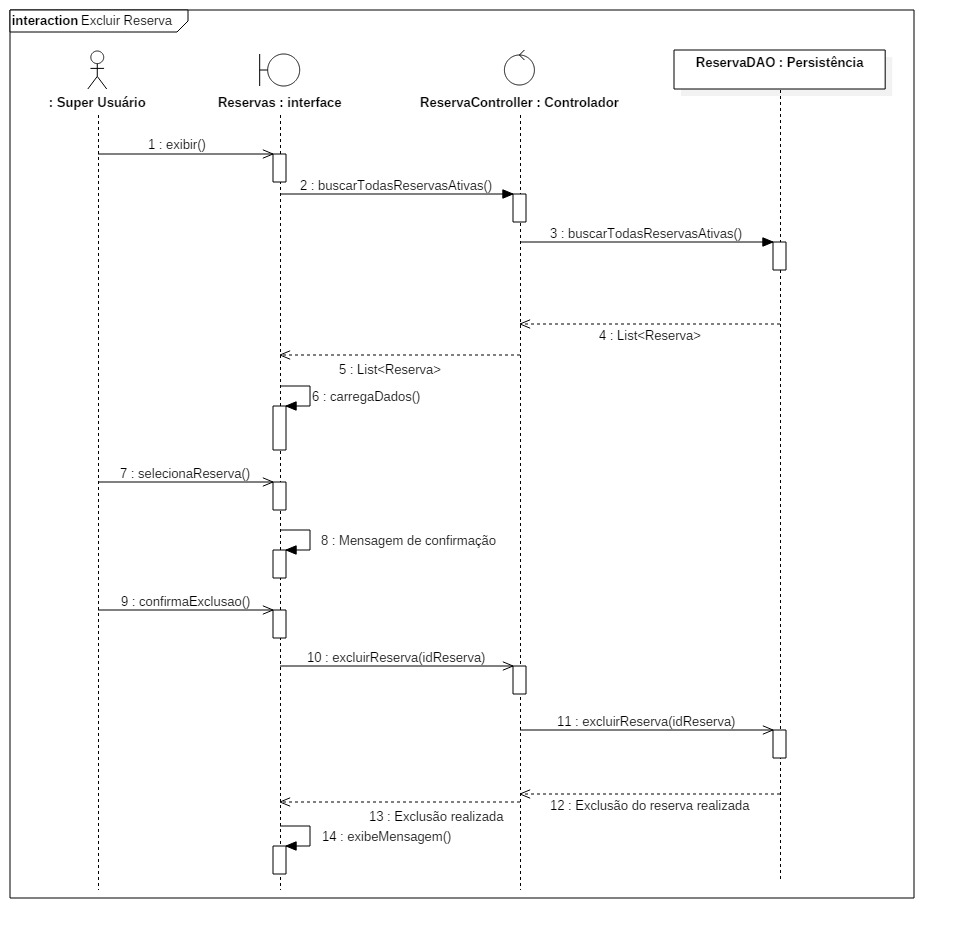 interaction Excluir Reserva
: Super Usuário
Reservas : interface
ReservaController : Controlador
ReservaDAO : Persistência
1 : exibir()
2 : buscarTodasReservasAtivas()
3 : buscarTodasReservasAtivas()
4 : List<Reserva>
5 : List<Reserva>
6 : carregaDados()
7 : selecionaReserva()
8 : Mensagem de confirmação
9 : confirmaExclusao()
10 : excluirReserva(idReserva)
11 : excluirReserva(idReserva)
12 : Exclusão do reserva realizada
13 : Exclusão realizada
14 : exibeMensagem()